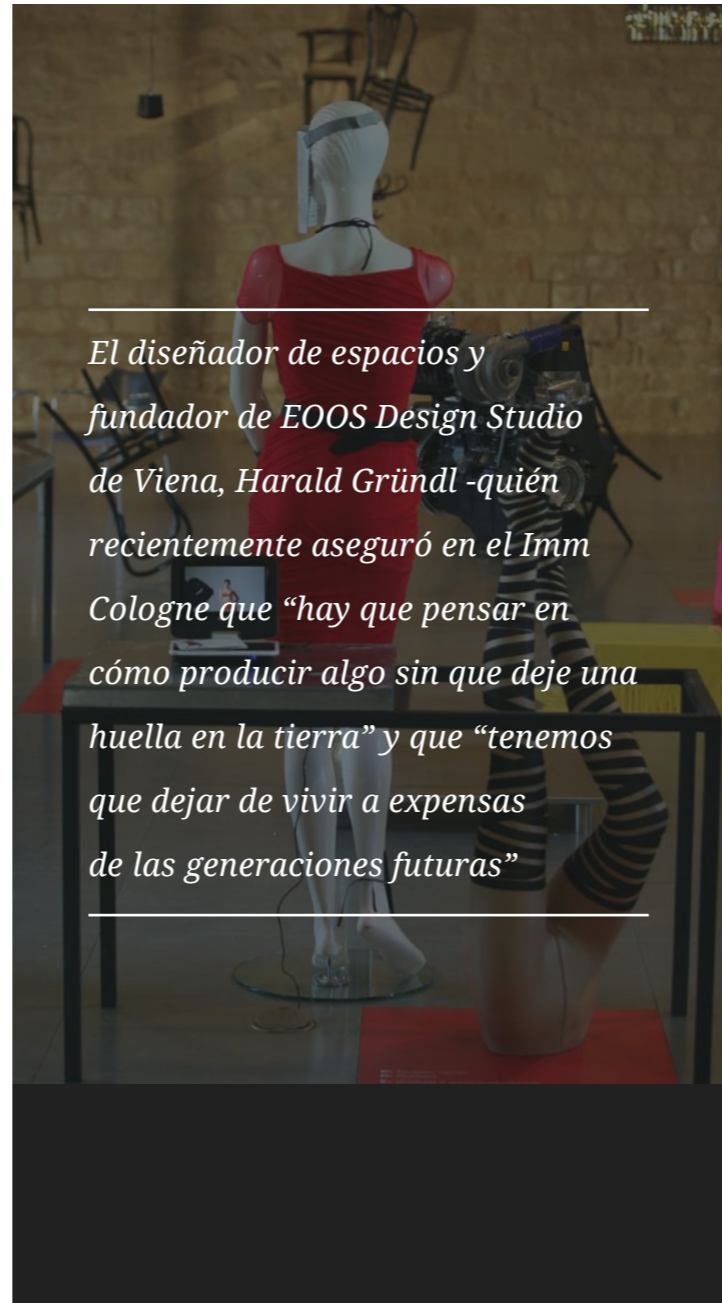 El diseñador de espacios y
fundador de EOOS Design Studio
de Viena, Harald Gründl -quién
recientemente aseguró en el Imm
Cologne que “hay que pensar en
cómo producir algo sin que deje una
huella en la tierra” y que “tenemos
que dejar de vivir a expensas
de las generaciones futuras”